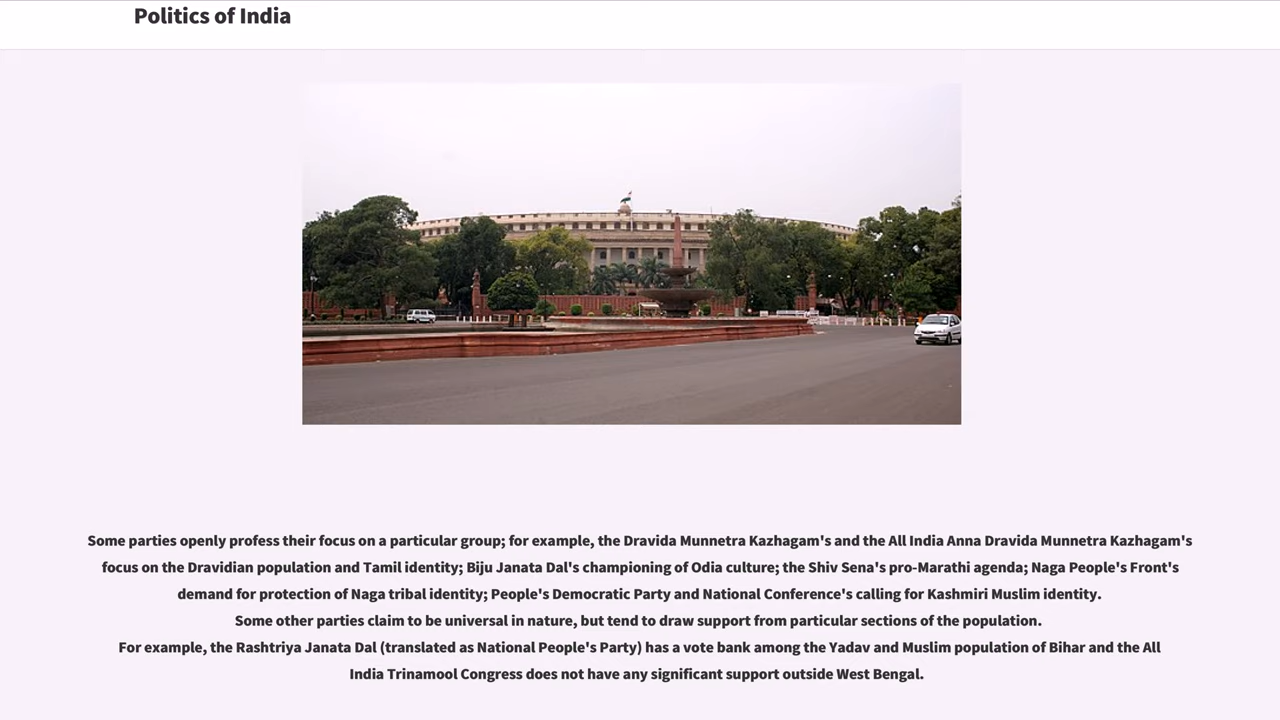 Politics of India
Some parties openly profess their focus on a particular group; for example, the Dravida Munnetra Kazhagam's and the All India Anna Dravida Munnetra Kazhagam's
focus on the Dravidian population and Tamil identity; Biju Janata Dal's championing of Odia culture; the Shiv Sena's pro-Marathi agenda; Naga People's Front's
demand for protection of Naga tribal identity; People's Democratic Party and National Conference's calling for Kashmiri Muslim identity.
Some other parties claim to be universal in nature, but tend to draw support from particular sections of the population.
For example, the Rashtriya Janata Dal (translated as National People's Party) has a vote bank among the Yadav and Muslim population of Bihar and the All
India Trinamool Congress does not have any significant support outside West Bengal.